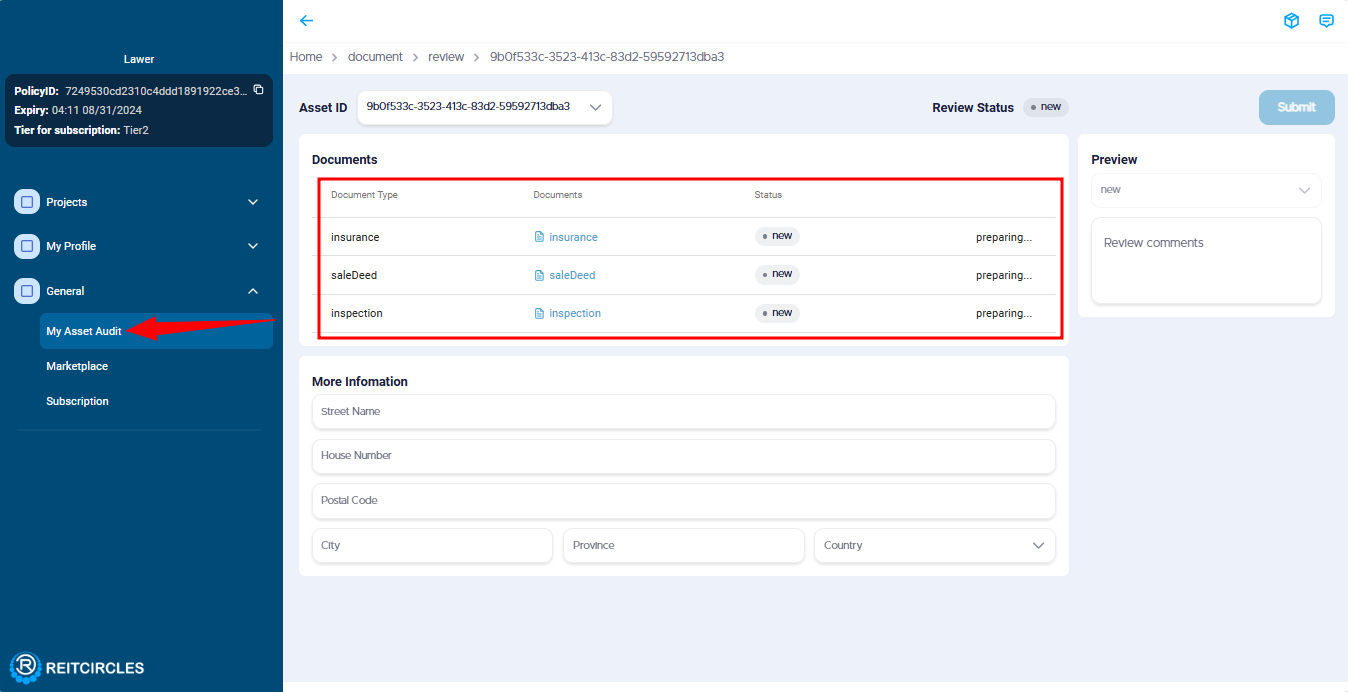 Lawer
PolicyID: 7249530cd2310c4ddd1891922ce3...
Expiry: 04:11 08/31/2024
Tier for subscription: Tier2
Projects
My Profile
General
My Asset Audit
Marketplace
Subscription
REITCIRCLES
Home > document > review > 9b0f533c-3523-413c-83d2-59592713dba3
Asset ID 9b0f533c-3523-413c-83d2-59592713dba3 Review Status new Submit
Documents
Document Type Documents Status
insurance insurance new preparing...
saleDeed saleDeed new preparing...
inspection inspection new preparing...
More Infomation
Street Name
House Number
Postal Code
City Province Country
Preview
new
Review comments